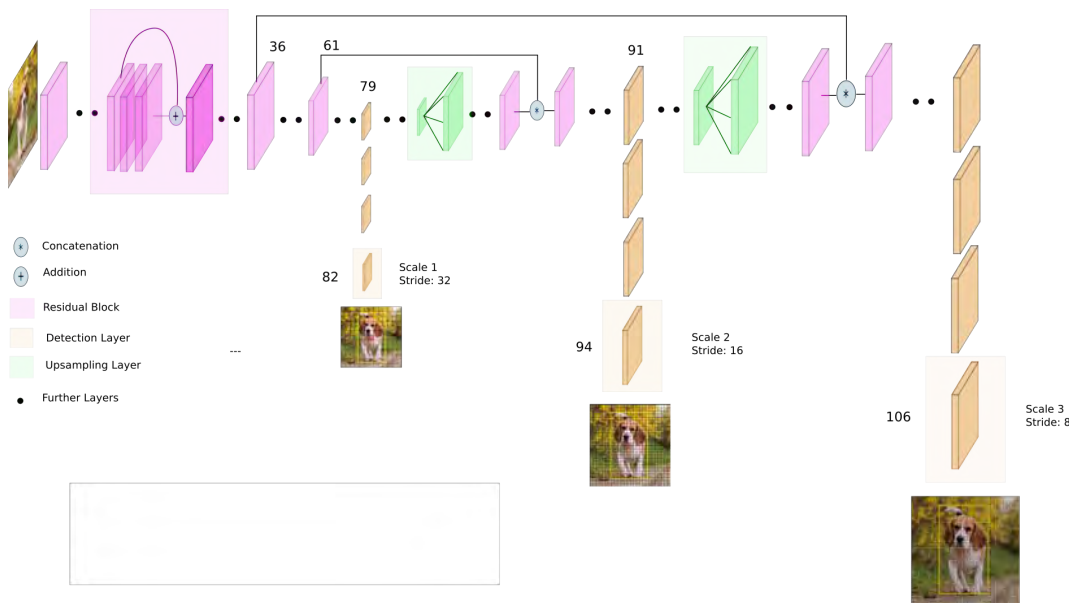 36
61
91
79
*
+
*
* Concatenation
+ Addition
82
Scale 1
Stride: 32
Residual Block
Detection Layer
---
Upsampling Layer
94
Scale 2
Stride: 16
Further Layers
106
Scale 3
Stride: 8